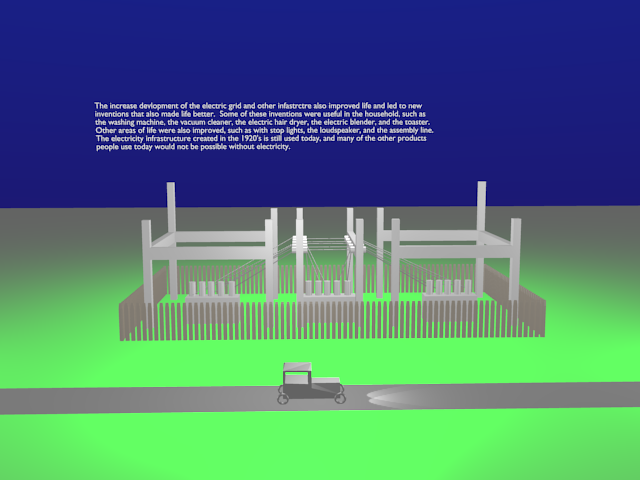 The increase devlopment of the electric grid and other infastrctre also improved life and led to new
inventions that also made life better.  Some of these inventions were useful in the household, such as
the washing machine, the vacuum cleaner, the electric hair dryer, the electric blender, and the toaster.
Other areas of life were also improved, such as with stop lights, the loudspeaker, and the assembly line.
The electricity infrastructure created in the 1920's is still used today, and many of the other products
people use today would not be possible without electricity.